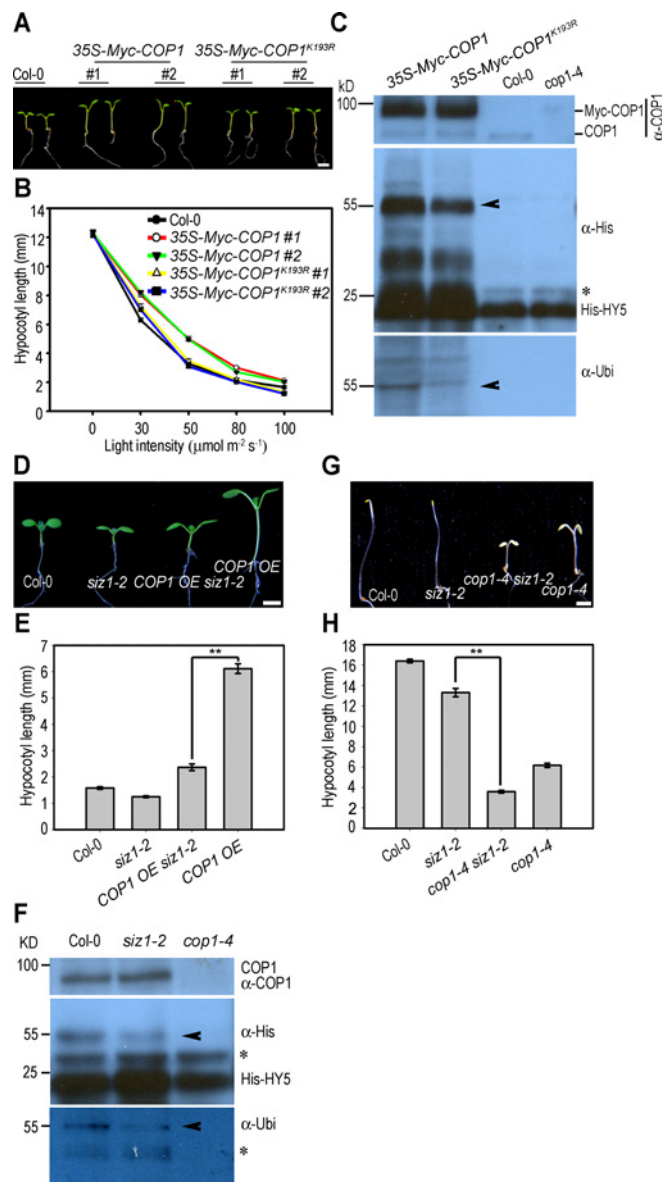 A
35S-Myc-COP1 35S-Myc-COP1K193R
Col-0 #1 #2 #1 #2
B
Hypocotyl length (mm)
14
12
10
8
6
4
2
0
Col-0
35S-Myc-COP1 #1
35S-Myc-COP1 #2
35S-Myc-COP1K193R #1
35S-Myc-COP1K193R #2
0 30 50 80 100
Light intensity (μmol m-2 s-1)
C
35S-Myc-COP1
35S-Myc-COP1K193R
Col-0
cop1-4
kD
100
Myc-COP1
COP1
α-COP1
55
α-His
25
*
His-HY5
α-Ubi
55
D
Col-0 siz1-2 COP1 OE siz1-2 COP1 OE
E
Hypocotyl length (mm)
7
6
5
4
3
2
1
0
**
Col-0
siz1-2
COP1 OE siz1-2
COP1 OE
F
KD Col-0 siz1-2 cop1-4
100
COP1
α-COP1
55
α-His
*
25
His-HY5
α-Ubi
55
*
G
Col-0 siz1-2 cop1-4 siz1-2 cop1-4
H
Hypocotyl length (mm)
18
16
14
13
10
8
6
4
2
0
**
Col-0
siz1-2
cop1-4 siz1-2
cop1-4